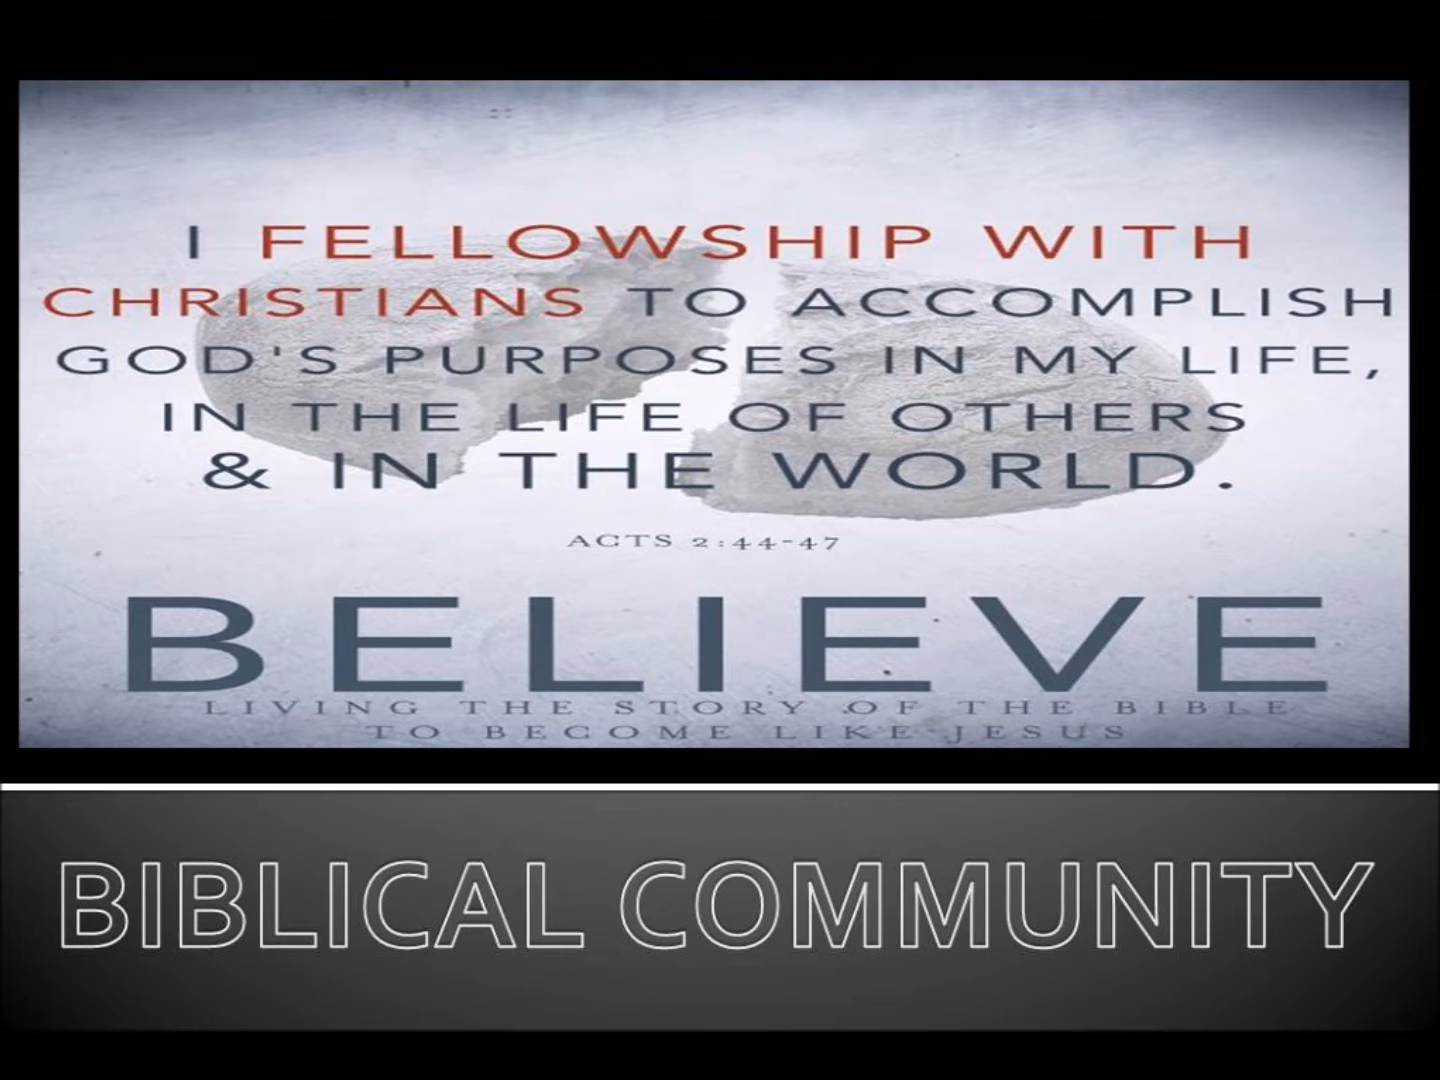 I FELLOWSHIP WITH
CHRISTIANS TO ACCOMPLISH
GOD'S PURPOSES IN MY LIFE,
IN THE LIFE OF OTHERS
& IN THE WORLD.
ACTS 2:44-47
BELIEVE
LIVING THE STORY OF THE BIBLE
TO BECOME LIKE JESUS
BIBLICAL COMMUNITY